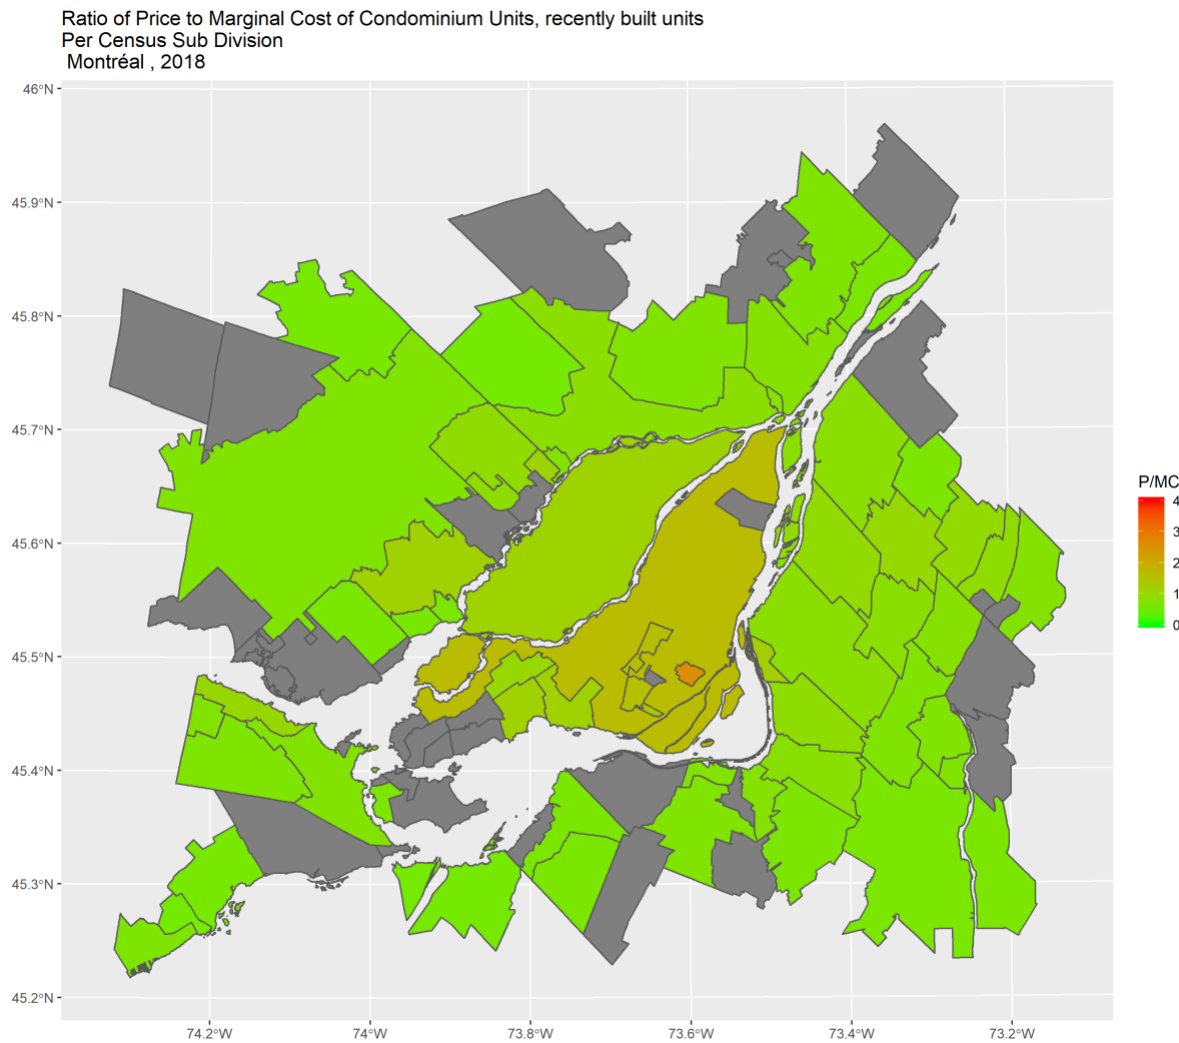 Ratio of Price to Marginal Cost of Condominium Units, recently built units
Per Census Sub Division
Montréal , 2018
46°N
45.9°N
45.8°N
45.7°N
45.6°N
45.5°N
45.4°N
45.3°N
45.2°N
74.2°W 74°W 73.8°W 73.6°W 73.4°W 73.2°W
P/MC
4
3
2
1
0